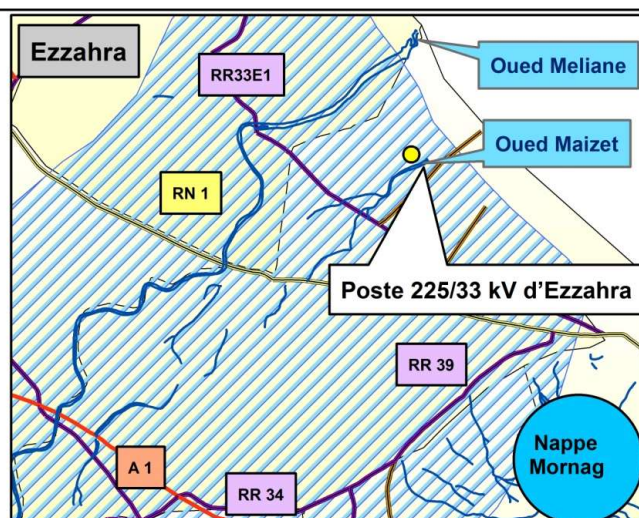 Ezzahra
Oued Meliane
RR33E1
Oued Maizet
RN 1
Poste 225/33 kV d'Ezzahra
RR 39
A 1
RR 34
Nappe
Mornag